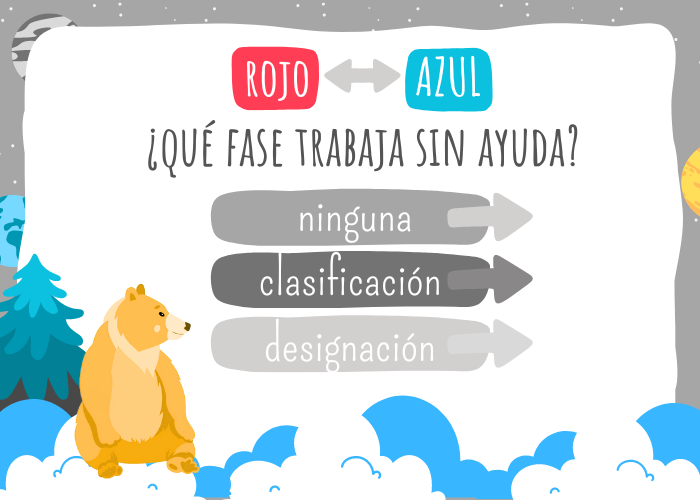 ROJO AZUL
¿QUÉ FASE TRABAJA SIN AYUDA?
ninguna
clasificación
designación